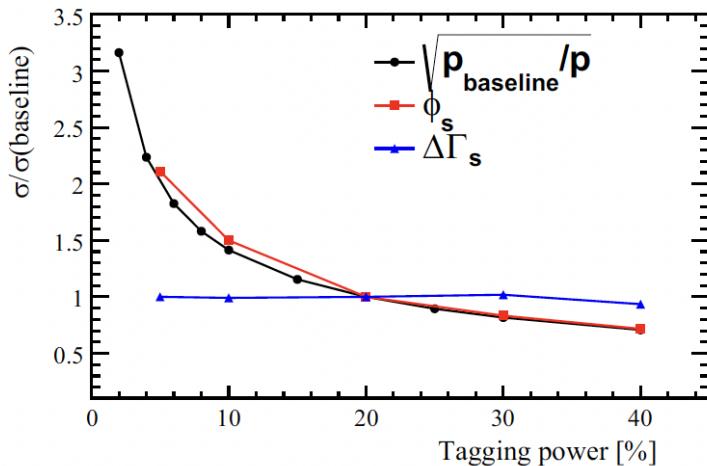 3.5
3
2.5
2
1.5
1
0.5
σ/σ(baseline)
√p_baseline/p
ϕ_s
ΔΓ_s
0 10 20 30 40
Tagging power [%]